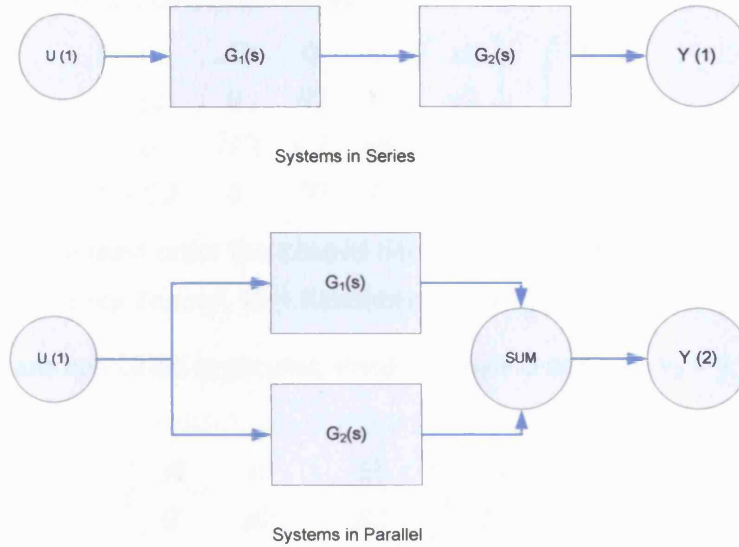 U (1) G₁(s) G₂(s) Y (1)
Systems in Series
G₁(s)
U (1) SUM Y (2)
G₂(s)
Systems in Parallel